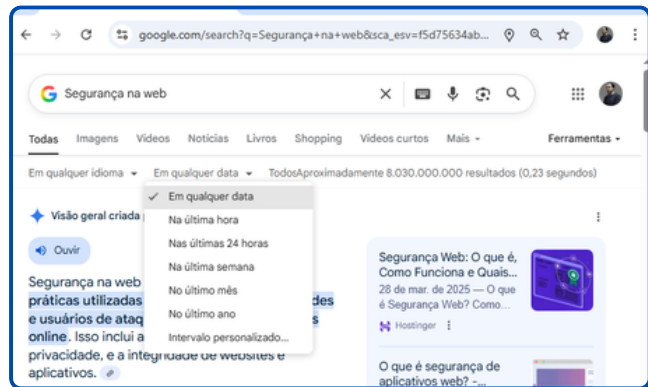 google.com/search?q=Segurança+na+web&sca_esv=f5d75634ab...
Segurança na web
Todas Imagens Vídeos Notícias Livros Shopping Vídeos curtos Mais Ferramentas
Em qualquer idioma Em qualquer data TodosAproximadamente 8.030.000.000 resultados (0,23 segundos)
Em qualquer data
Na última hora
Nas últimas 24 horas
Na última semana
No último mês
No último ano
Intervalo personalizado...
Visão geral criada
Ouvir
Segurança na web
práticas utilizadas des
e usuários de ataq s
online. Isso inclui a
privacidade, e a integridade de websites e
aplicativos.
Segurança Web: O que é,
Como Funciona e Quais...
28 de mar. de 2025 — O que
é Segurança Web? Como...
Hostinger
O que é segurança de
aplicativos web? -...